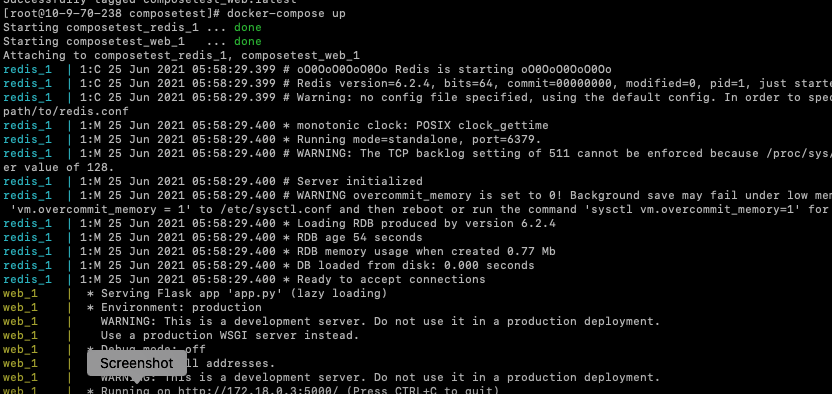 Successfully tagged composetest_web:latest
[root@10-9-70-238 composetest]# docker-compose up
Starting composetest_redis_1 ... done
Starting composetest_web_1   ... done
Attaching to composetest_redis_1, composetest_web_1
redis_1  | 1:C 25 Jun 2021 05:58:29.399 # oO0OoO0OoO0Oo Redis is starting oO0OoO0OoO0Oo
redis_1  | 1:C 25 Jun 2021 05:58:29.399 # Redis version=6.2.4, bits=64, commit=00000000, modified=0, pid=1, just starte
redis_1  | 1:C 25 Jun 2021 05:58:29.399 # Warning: no config file specified, using the default config. In order to spec
path/to/redis.conf
redis_1  | 1:M 25 Jun 2021 05:58:29.400 * monotonic clock: POSIX clock_gettime
redis_1  | 1:M 25 Jun 2021 05:58:29.400 * Running mode=standalone, port=6379.
redis_1  | 1:M 25 Jun 2021 05:58:29.400 # WARNING: The TCP backlog setting of 511 cannot be enforced because /proc/sys/
er value of 128.
redis_1  | 1:M 25 Jun 2021 05:58:29.400 # Server initialized
redis_1  | 1:M 25 Jun 2021 05:58:29.400 # WARNING overcommit_memory is set to 0! Background save may fail under low mem
 'vm.overcommit_memory = 1' to /etc/sysctl.conf and then reboot or run the command 'sysctl vm.overcommit_memory=1' for
redis_1  | 1:M 25 Jun 2021 05:58:29.400 * Loading RDB produced by version 6.2.4
redis_1  | 1:M 25 Jun 2021 05:58:29.400 * RDB age 54 seconds
redis_1  | 1:M 25 Jun 2021 05:58:29.400 * RDB memory usage when created 0.77 Mb
redis_1  | 1:M 25 Jun 2021 05:58:29.400 * DB loaded from disk: 0.000 seconds
redis_1  | 1:M 25 Jun 2021 05:58:29.400 * Ready to accept connections
web_1    |  * Serving Flask app 'app.py' (lazy loading)
web_1    |  * Environment: production
web_1    |    WARNING: This is a development server. Do not use it in a production deployment.
web_1    |    Use a production WSGI server instead.
web_1    |  * Debug mode: off
web_1    | addresses.
Screenshot
web_1    |    WARNING: This is a development server. Do not use it in a production deployment.
web_1    |  * Running on http://172.18.0.3:5000/ (Press CTRL+C to quit)